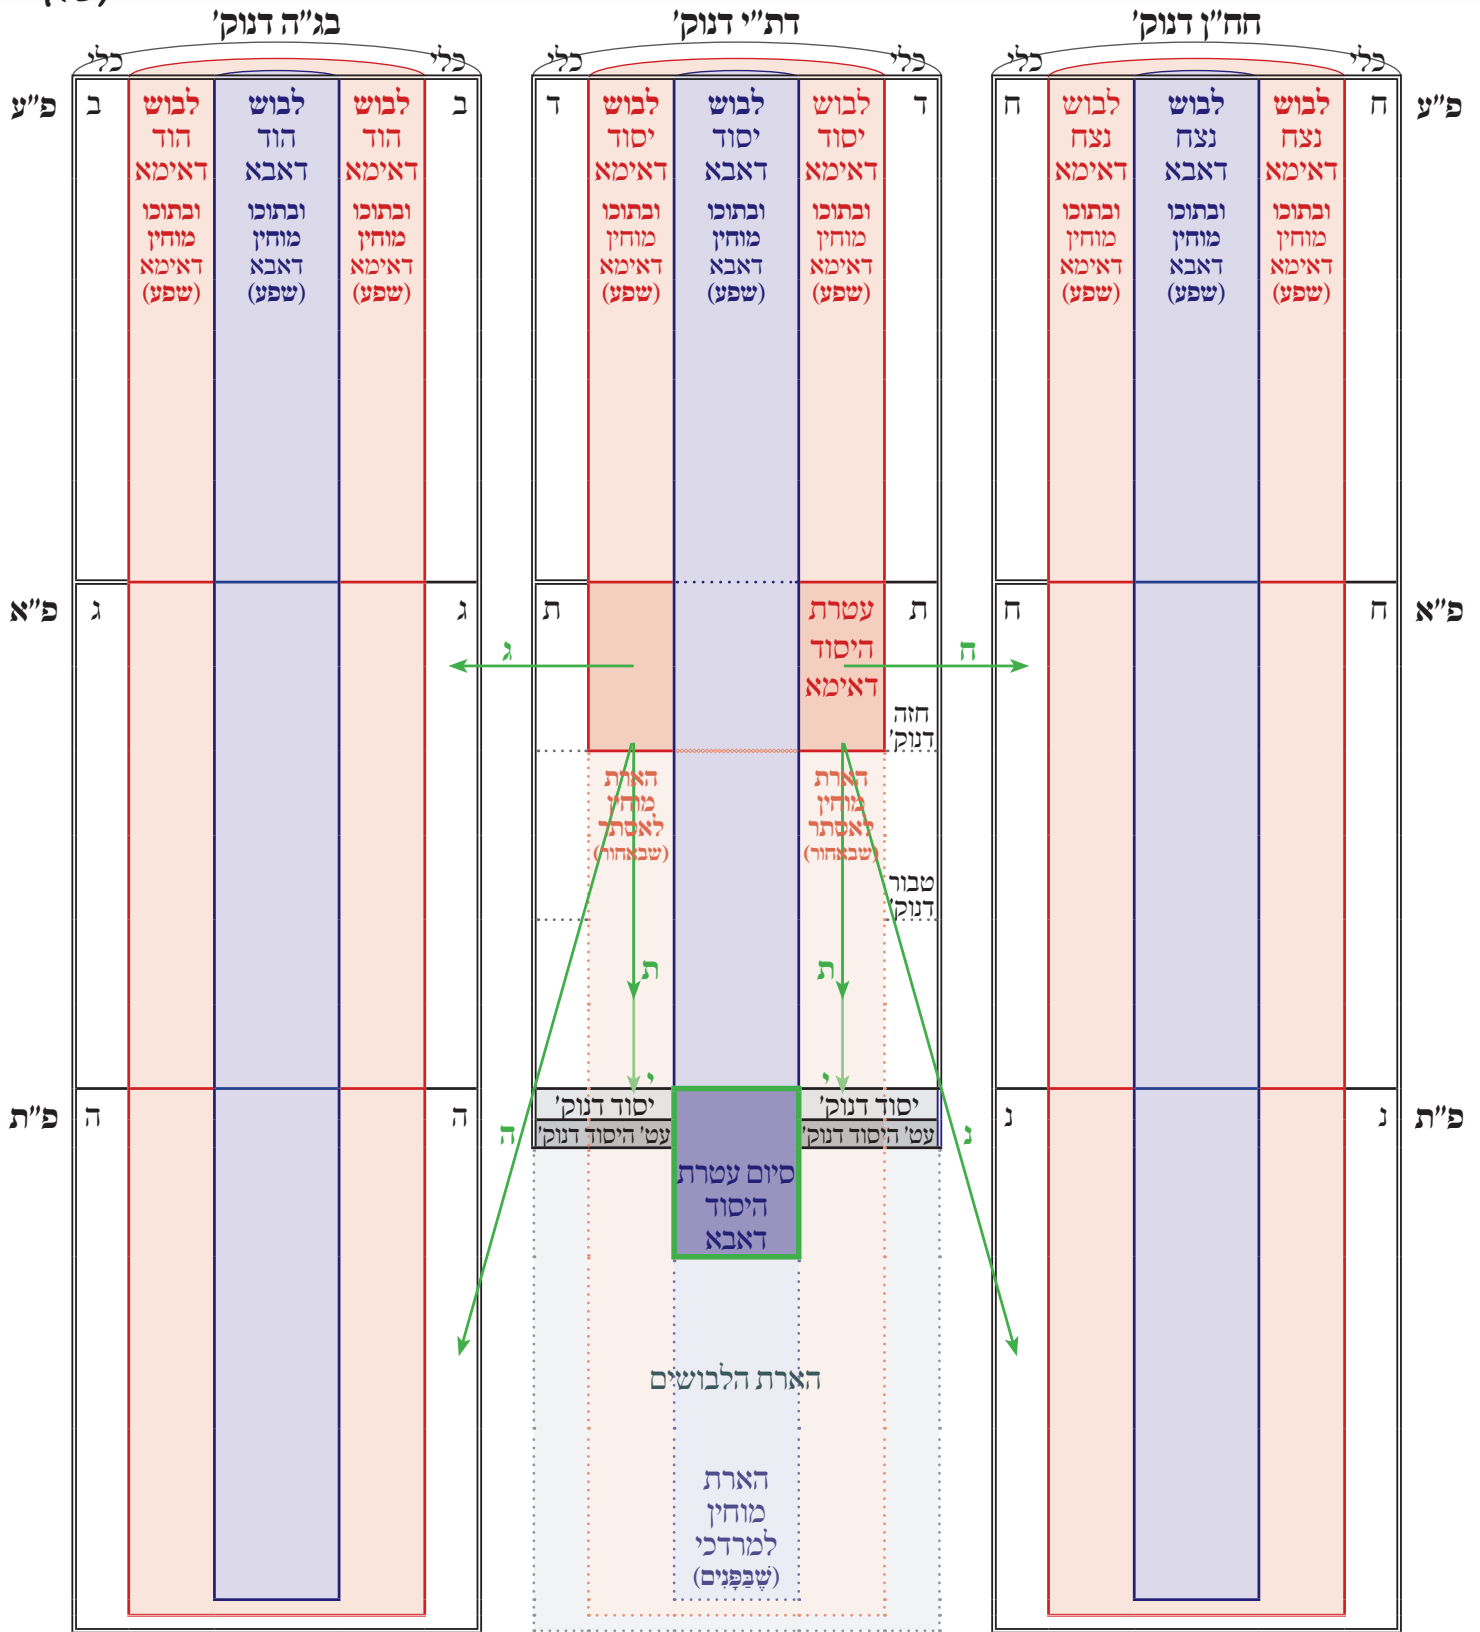 חח״ן דנוק׳
דת״י דנוק׳
בג״ה דנוק׳
כלי
כלי
כלי
כלי
כלי
כלי
פ״ע
ח
לבוש
נצח
דאימא
ובתוכו
מוחין
דאימא
(שפע)
לבוש
נצח
דאבא
ובתוכו
מוחין
דאבא
(שפע)
לבוש
נצח
דאימא
ובתוכו
מוחין
דאימא
(שפע)
ח
ד
לבוש
יסוד
דאימא
ובתוכו
מוחין
דאימא
(שפע)
לבוש
יסוד
דאבא
ובתוכו
מוחין
דאבא
(שפע)
לבוש
יסוד
דאימא
ובתוכו
מוחין
דאימא
(שפע)
ד
ב
לבוש
הוד
דאימא
ובתוכו
מוחין
דאימא
(שפע)
לבוש
הוד
דאבא
ובתוכו
מוחין
דאבא
(שפע)
לבוש
הוד
דאימא
ובתוכו
מוחין
דאימא
(שפע)
ב
פ״ע
פ״א
ח
ח
ח
ת
עטרת
היסוד
דאימא
חזה
דנוק׳
ת
ג
ג
ג
פ״א
הארת
מוחין
לאסתר
(שבאחור)
הארת
מוחין
לאסתר
(שבאחור)
טבור
דנוק׳
ת
ת
י
י
פ״ת
נ
נ
נ
יסוד דנוק׳
עט׳ היסוד דנוק׳
יסוד דנוק׳
עט׳ היסוד דנוק׳
סיום עטרת
היסוד
דאבא
ה
ה
ה
פ״ת
הארת הלבושים
הארת
מוחין
למרדכי
(שֶׁבַּפָּנִים)